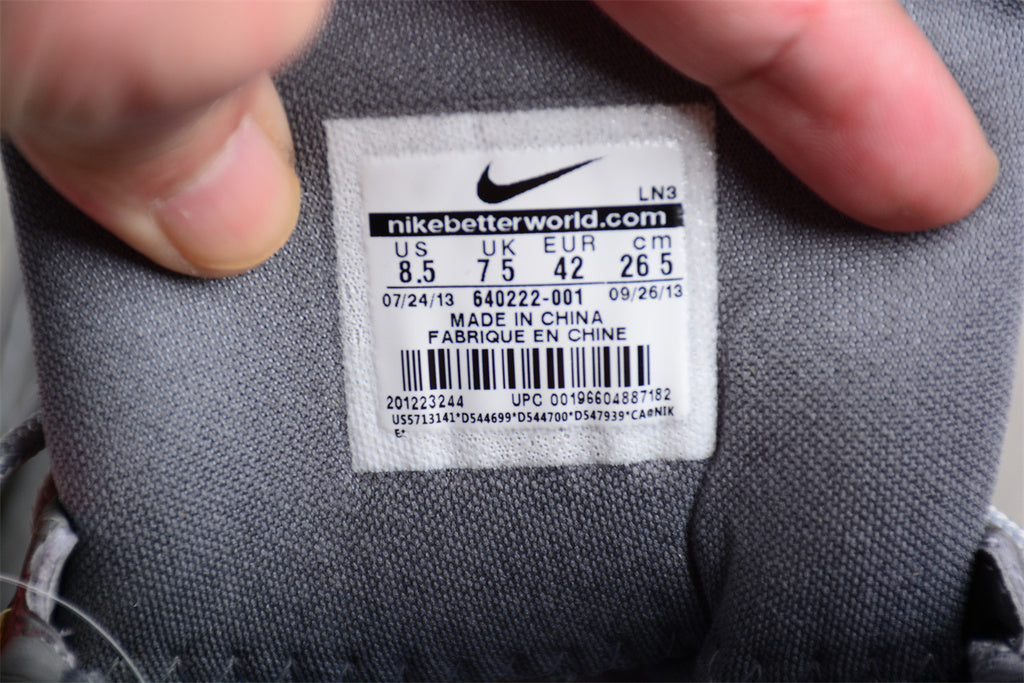 LN3
nikebetterworld.com
US UK EUR cm
8.5 7 5 42 26 5
07/24/13 640222-001 09/26/13
MADE IN CHINA
FABRIQUE EN CHINE
201223244 UPC 00196604887182
US5713141*D544699*D544700*D547939*CA@NIK
E*